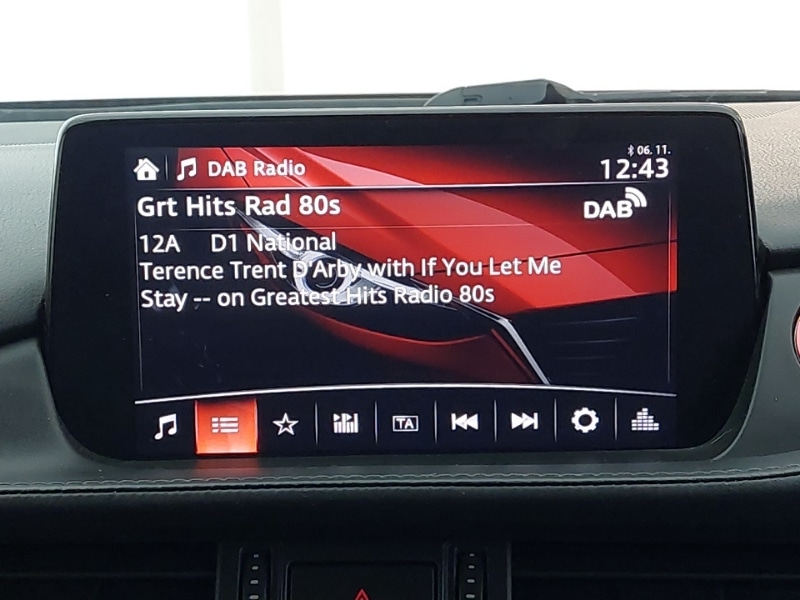 06. 11.
DAB Radio 12:43
Grt Hits Rad 80s DAB
12A D1 National
Terence Trent D'Arby with If You Let Me
Stay -- on Greatest Hits Radio 80s
TA